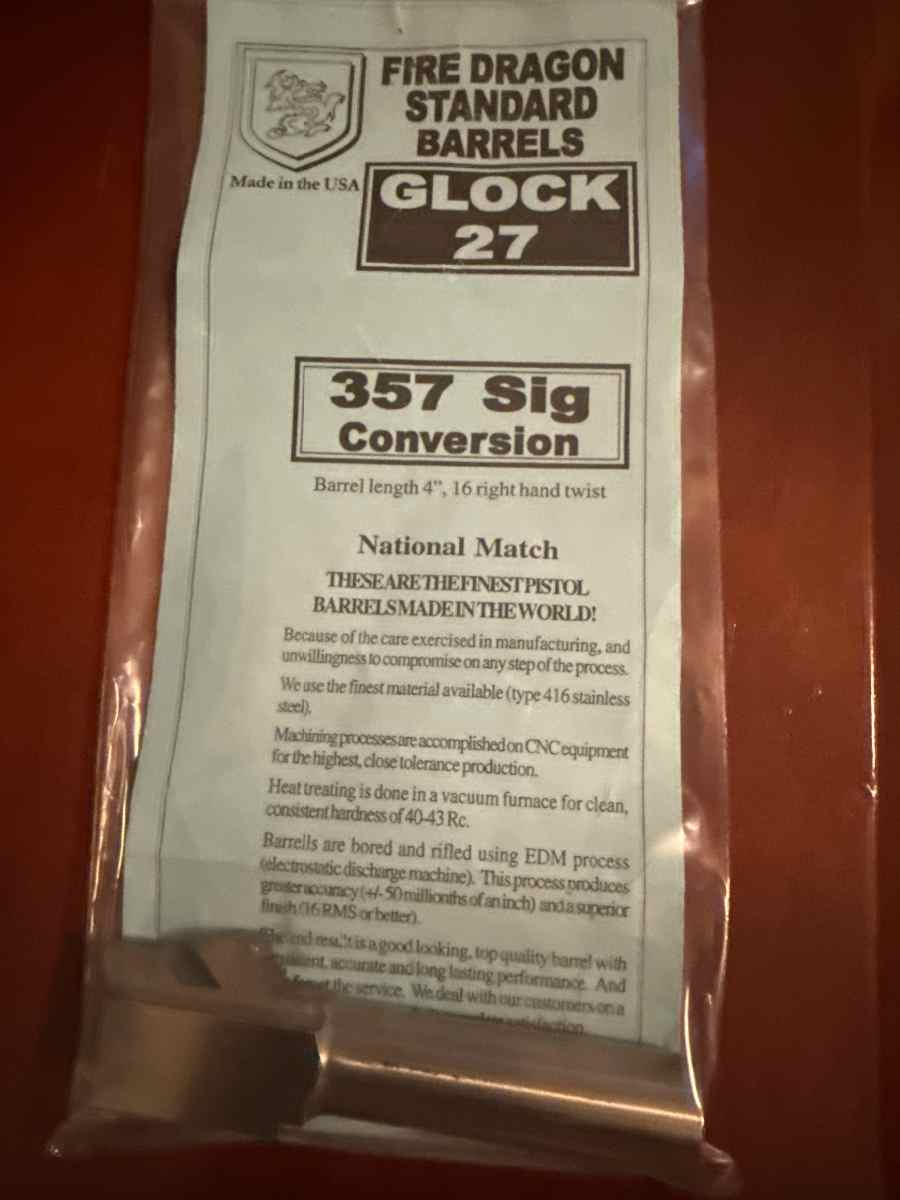 FIRE DRAGON
STANDARD
BARRELS
Made in the USA
GLOCK
27
357 Sig
Conversion
Barrel length 4", 16 right hand twist
National Match
THESE ARE THE FINEST PISTOL
BARRELS MADE IN THE WORLD!
Because of the care exercised in manufacturing, and
unwillingness to compromise on any step of the process.
We use the finest material available (type 416 stainless
steel).
Machining processes are accomplished on CNC equipment
for the highest, close tolerance production.
Heat treating is done in a vacuum furnace for clean,
consistent hardness of 40-43 Rc.
Barrells are bored and rifled using EDM process
(electrostatic discharge machine). This process produces
greater accuracy (+/- 50 millionths of an inch) and a superior
finish (16 RMS or better).
The end result is a good looking, top quality barrel with
accurate and long lasting performance. And
the service. We deal with our customers on a
satisfaction.